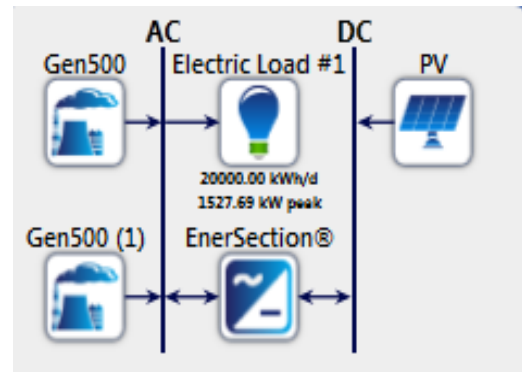 AC DC
Gen500 Electric Load #1 PV
20000.00 kWh/d
1527.69 kW peak
Gen500 (1) EnerSection®